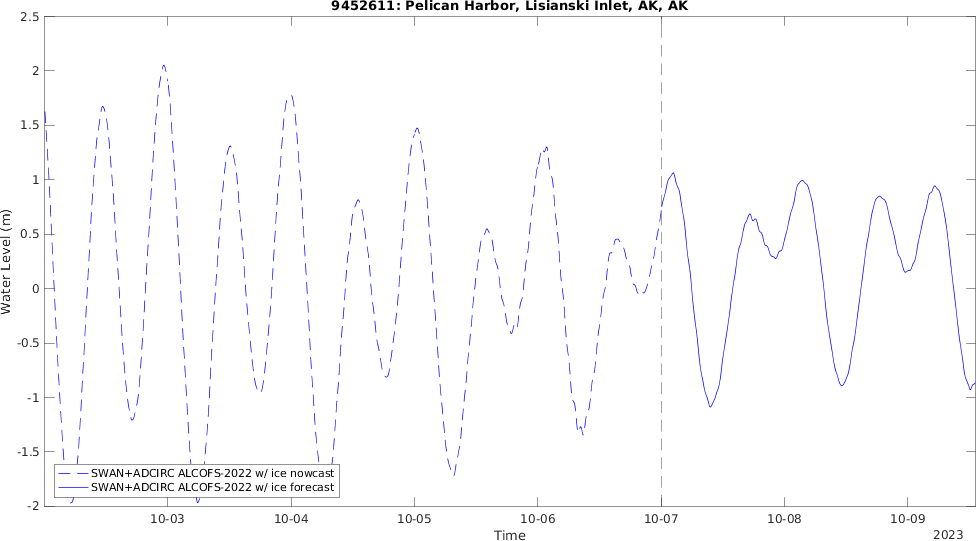 9452611: Pelican Harbor, Lisianski Inlet, AK, AK
2.5
2
1.5
1
0.5
0
-0.5
-1
-1.5
-2
Water Level (m)
SWAN+ADCIRC ALCOFS-2022 w/ ice nowcast
SWAN+ADCIRC ALCOFS-2022 w/ ice forecast
10-03 10-04 10-05 10-06 10-07 10-08 10-09
Time
2023